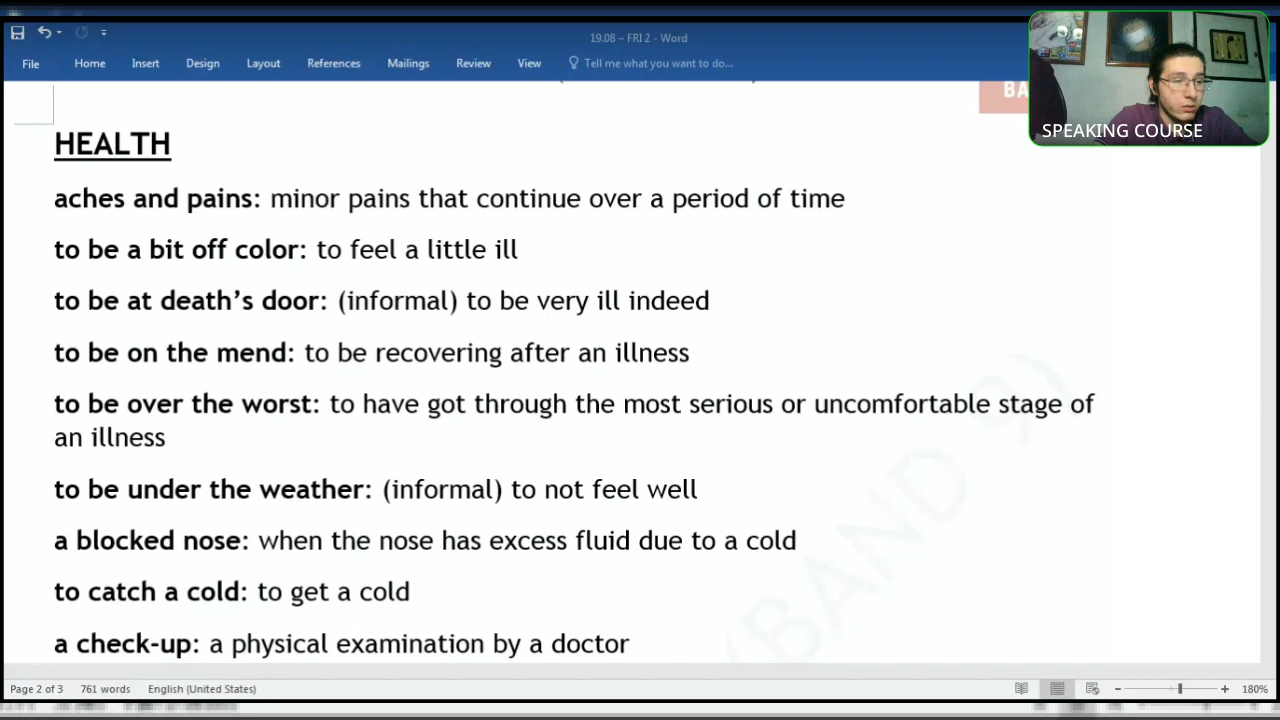 19.08 – FRI 2 - Word
File Home Insert Design Layout References Mailings Review View Tell me what you want to do...
BA
SPEAKING COURSE
HEALTH
aches and pains: minor pains that continue over a period of time
to be a bit off color: to feel a little ill
to be at death’s door: (informal) to be very ill indeed
to be on the mend: to be recovering after an illness
to be over the worst: to have got through the most serious or uncomfortable stage of
an illness
to be under the weather: (informal) to not feel well
a blocked nose: when the nose has excess fluid due to a cold
to catch a cold: to get a cold
a check-up: a physical examination by a doctor
(BAND 9)
Page 2 of 3 761 words English (United States) 180%